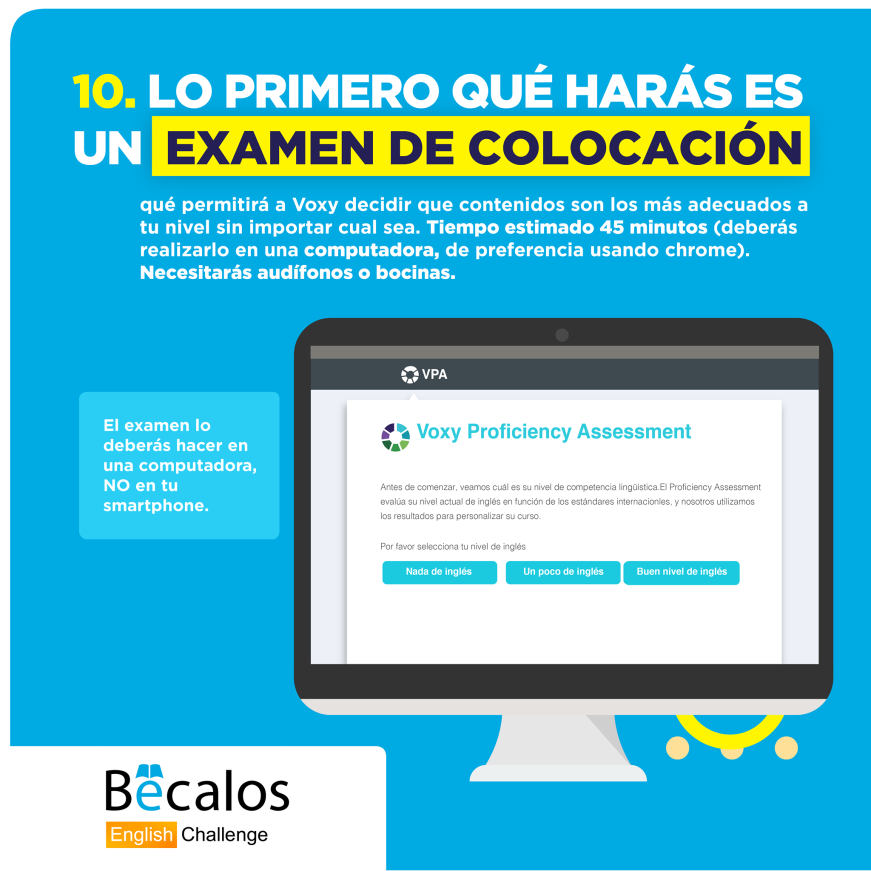 10. LO PRIMERO QUÉ HARÁS ES
UN EXAMEN DE COLOCACIÓN
qué permitirá a Voxy decidir que contenidos son los más adecuados a
tu nivel sin importar cual sea. Tiempo estimado 45 minutos (deberás
realizarlo en una computadora, de preferencia usando chrome).
Necesitarás audífonos o bocinas.
El examen lo
deberás hacer en
una computadora,
NO en tu
smartphone.
VPA
Voxy Proficiency Assessment
Antes de comenzar, veamos cuál es su nivel de competencia lingüística.El Proficiency Assessment
evalúa su nivel actual de inglés en función de los estándares internacionles, y nosotros utilizamos
los resultados para personalizar su curso.
Por favor selecciona tu nivel de inglés
Nada de inglés
Un poco de inglés
Buen nivel de inglés
Bécalos
English Challenge